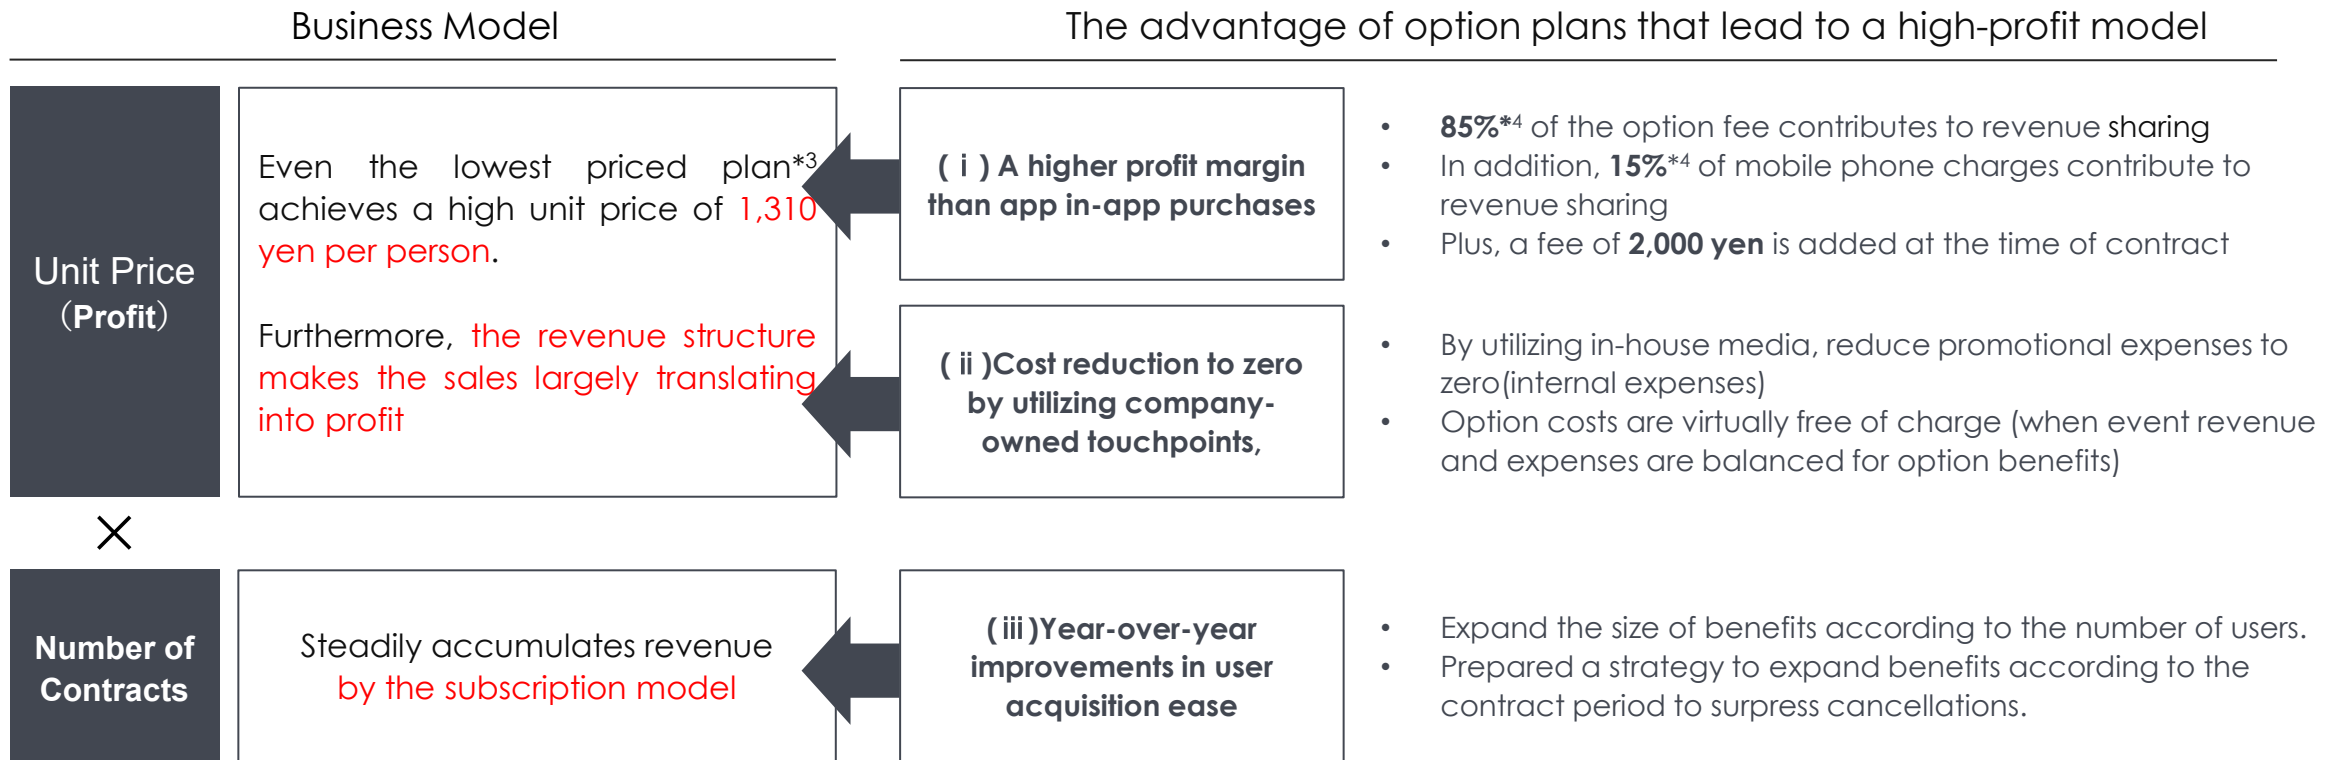 Business Model
The advantage of option plans that lead to a high-profit model
Unit Price
（Profit）
Even the lowest priced plan*3
achieves a high unit price of 1,310
yen per person.
Furthermore, the revenue structure
makes the sales largely translating
into profit
( i ) A higher profit margin
than app in-app purchases
• 85%*4 of the option fee contributes to revenue sharing
• In addition, 15%*4 of mobile phone charges contribute to
revenue sharing
• Plus, a fee of 2,000 yen is added at the time of contract
( ii )Cost reduction to zero
by utilizing company-
owned touchpoints,
• By utilizing in-house media, reduce promotional expenses to
zero(internal expenses)
• Option costs are virtually free of charge (when event revenue
and expenses are balanced for option benefits)
×
Number of
Contracts
Steadily accumulates revenue
by the subscription model
( iii )Year-over-year
improvements in user
acquisition ease
• Expand the size of benefits according to the number of users.
• Prepared a strategy to expand benefits according to the
contract period to surpress cancellations.